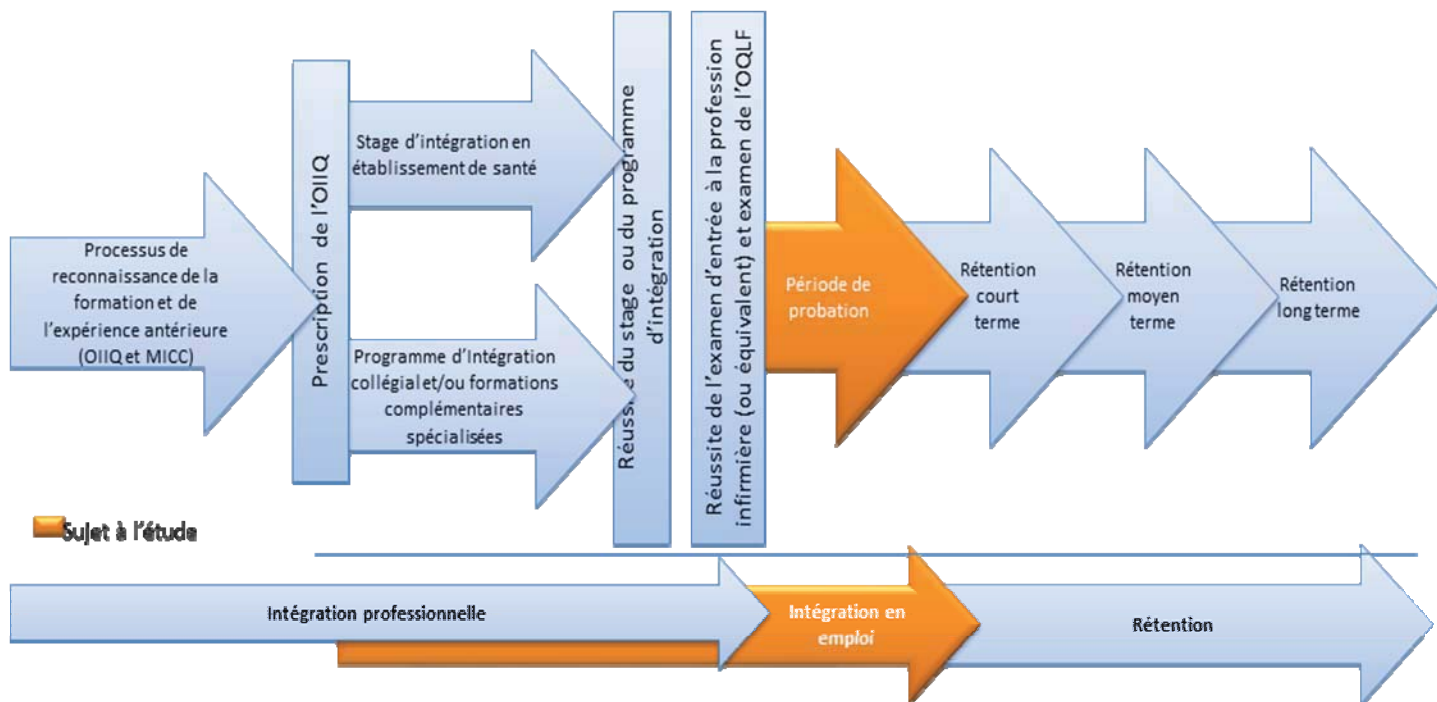 Processus de
reconnaissance de la
formation et de
l'expérience antérieure
(OIIQ et MICC)
Prescription de l'OIIQ
Stage d'intégration en
établissement de santé
Programme d'Intégration
collégial et/ou formations
complémentaires
spécialisées
Réussite du stage ou du programme
d'intégration
Réussite de l'examen d'entrée à la profession
infirmière (ou équivalent) et examen de l'OQLF
Période de
probation
Rétention
court
terme
Rétention
moyen
terme
Rétention
long terme
Sujet à l'étude
Intégration professionnelle
Intégration en
emploi
Rétention